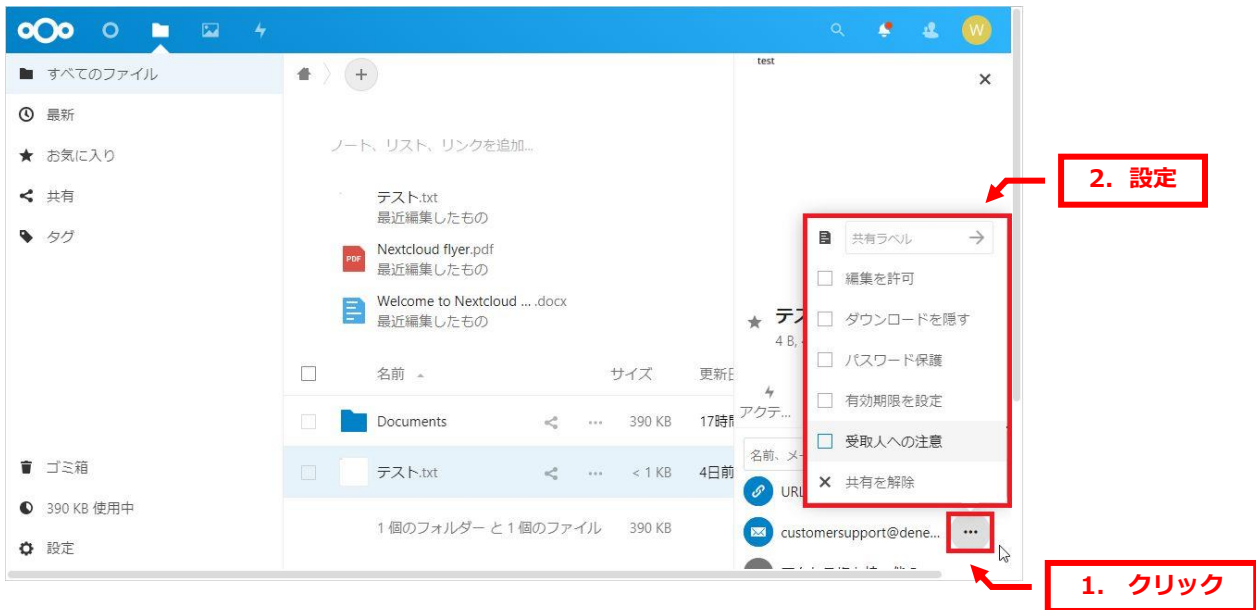 W
すべてのファイル
最新
お気に入り
共有
タグ
ゴミ箱
390 KB 使用中
設定
+
ノート、リスト、リンクを追加...
テスト.txt
最近編集したもの
PDF
Nextcloud flyer.pdf
最近編集したもの
Welcome to Nextcloud ... .docx
最近編集したもの
名前 サイズ 更新日
Documents 390 KB 17時間
テスト.txt < 1 KB 4日前
1 個のフォルダー と 1 個のファイル 390 KB
test
テス
4 B,
アクテ...
名前、メー
URL
customersupport@dene...
共有ラベル
編集を許可
ダウンロードを隠す
パスワード保護
有効期限を設定
受取人への注意
共有を解除
2. 設定
1. クリック